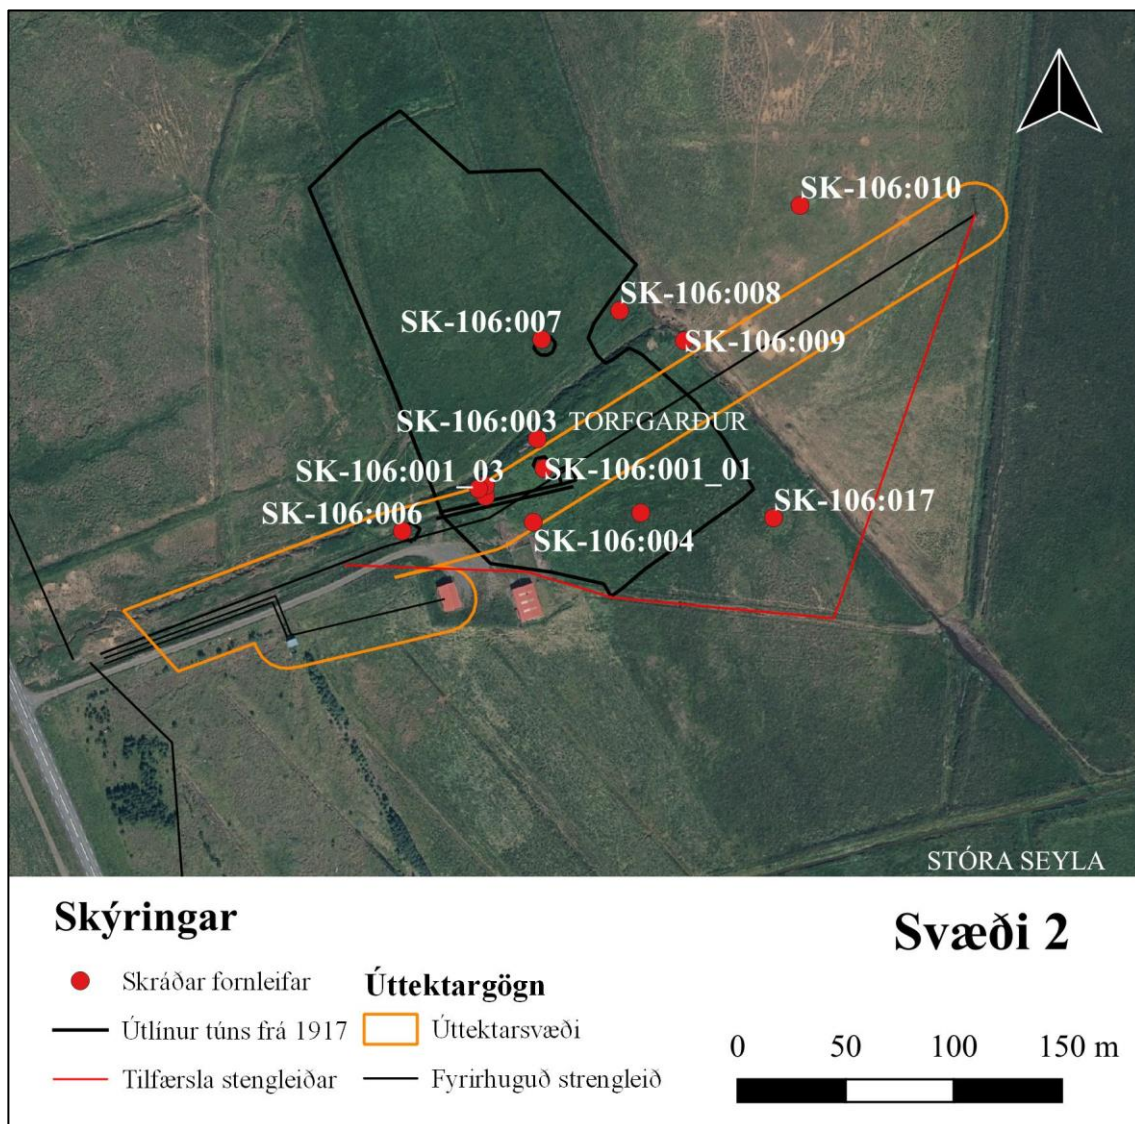 SK-106:010
SK-106:008
SK-106:007
SK-106:009
SK-106:003
TORFGARÐUR
SK-106:001_03
SK-106:001_01
SK-106:006
SK-106:017
SK-106:004
STÓRA SEYLA
Skýringar
Svæði 2
Skráðar fornleifar
Úttektargögn
Útlínur túns frá 1917
Úttektarsvæði
Tilfærsla stengleiðar
Fyrirhuguð strengleið
0 50 100 150 m